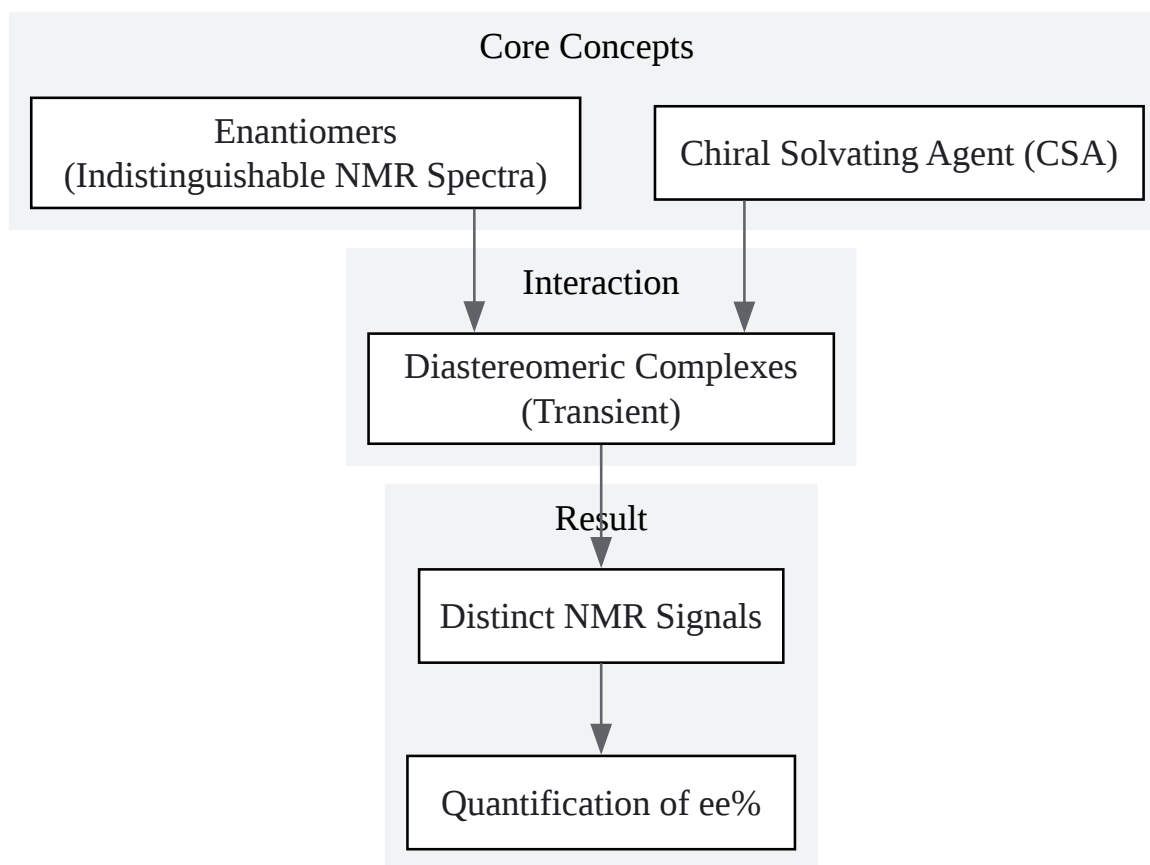 Core Concepts
Enantiomers
(Indistinguishable NMR Spectra)
Chiral Solvating Agent (CSA)
Interaction
Diastereomeric Complexes
(Transient)
Result
Distinct NMR Signals
Quantification of ee%